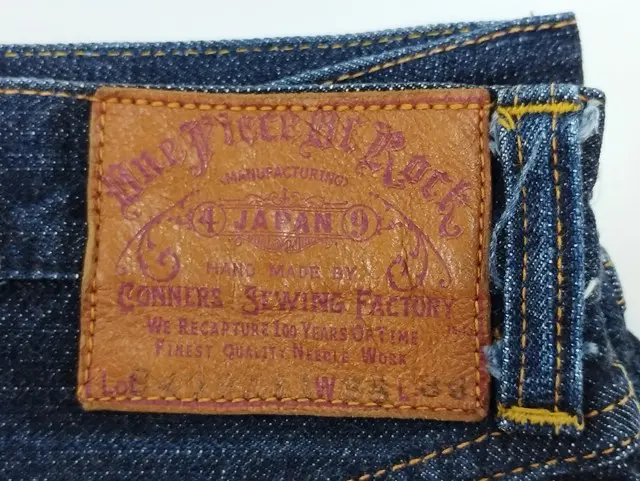 One Piece Of Rock
MANUFACTURING
4 JAPAN 9
HAND MADE BY
CONNERS SEWING FACTORY
WE RECAPTURE 100 YEARS OF TIME
FINEST QUALITY NEEDLE WORK
Lot W L